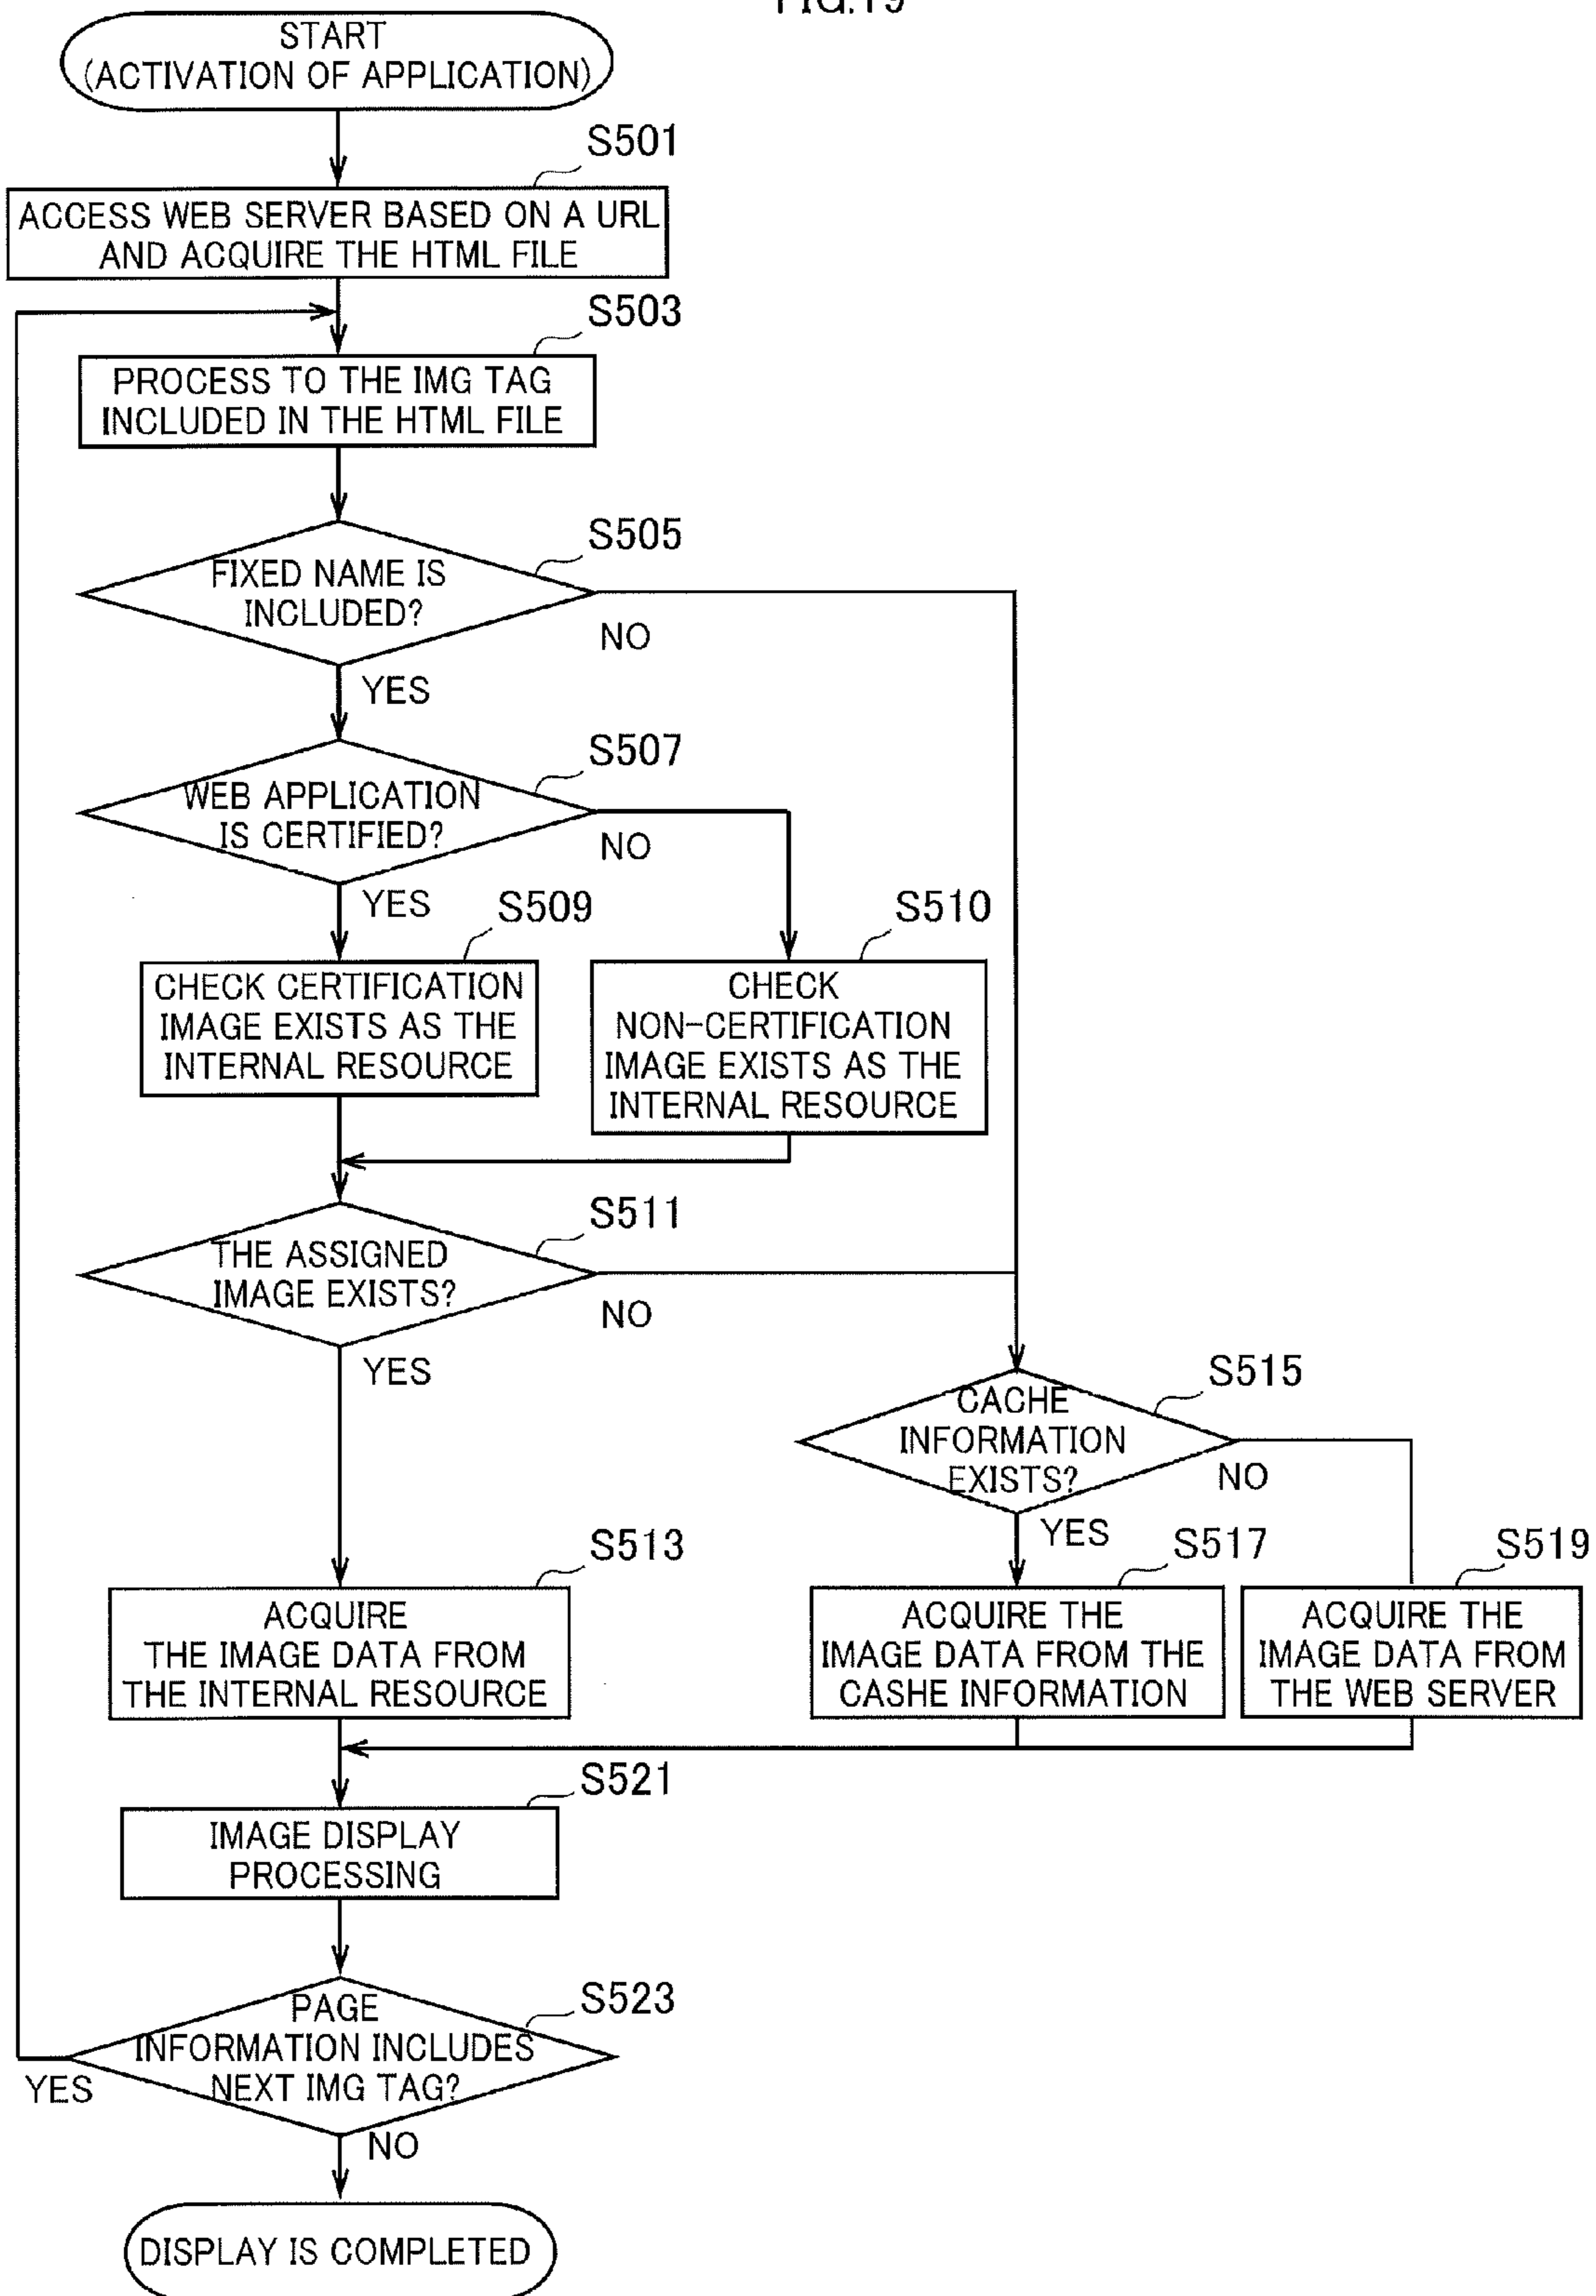 FIG.19
START
(ACTIVATION OF APPLICATION)
S501
ACCESS WEB SERVER BASED ON A URL
AND ACQUIRE THE HTML FILE
S503
PROCESS TO THE IMG TAG
INCLUDED IN THE HTML FILE
S505
FIXED NAME IS
INCLUDED?
NO
YES
S507
WEB APPLICATION
IS CERTIFIED?
NO
YES
S509
CHECK CERTIFICATION
IMAGE EXISTS AS THE
INTERNAL RESOURCE
S510
CHECK
NON-CERTIFICATION
IMAGE EXISTS AS THE
INTERNAL RESOURCE
S511
THE ASSIGNED
IMAGE EXISTS?
NO
YES
S515
CACHE
INFORMATION
EXISTS?
NO
YES
S513
ACQUIRE
THE IMAGE DATA FROM
THE INTERNAL RESOURCE
S517
ACQUIRE THE
IMAGE DATA FROM THE
CASHE INFORMATION
S519
ACQUIRE THE
IMAGE DATA FROM
THE WEB SERVER
S521
IMAGE DISPLAY
PROCESSING
S523
PAGE
INFORMATION INCLUDES
NEXT IMG TAG?
YES
NO
DISPLAY IS COMPLETED